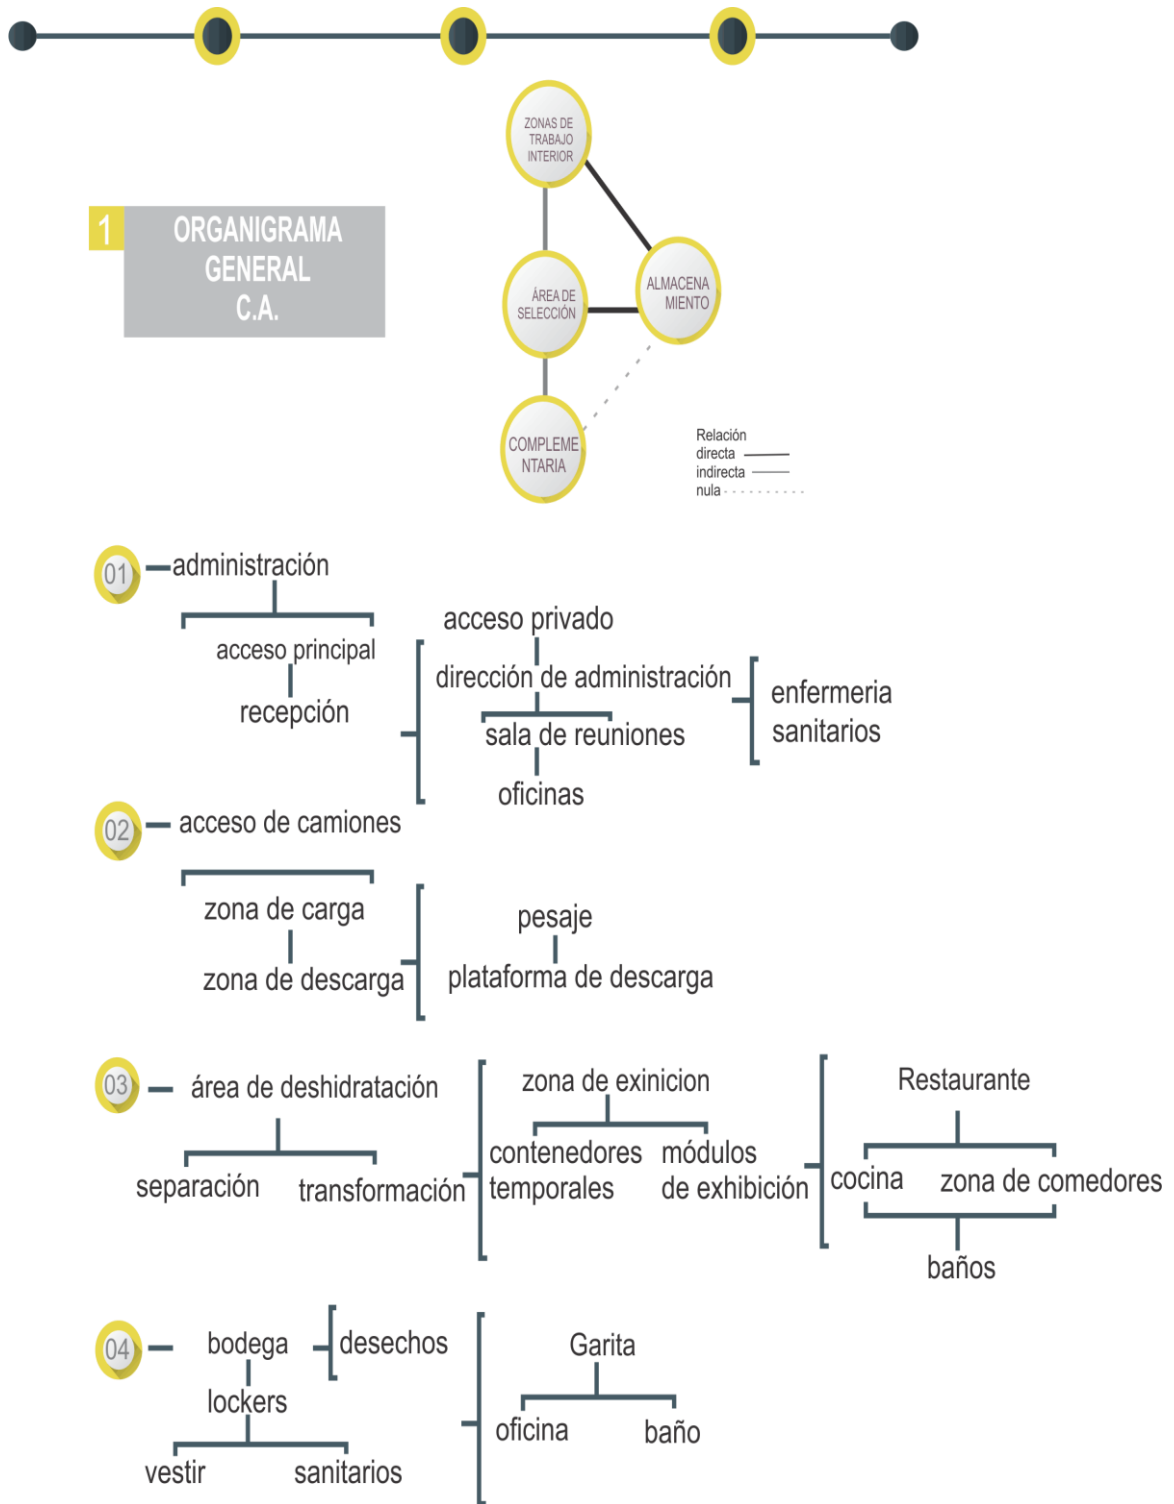 ZONAS DE
TRABAJO
INTERIOR
1
ORGANIGRAMA
GENERAL
C.A.
ÁREA DE
SELECCIÓN
ALMACENA
MIENTO
COMPLEME
NTARIA
Relación
directa
indirecta
nula
01
administración
acceso principal
recepción
acceso privado
dirección de administración
sala de reuniones
oficinas
enfermeria
sanitarios
02
acceso de camiones
zona de carga
zona de descarga
pesaje
plataforma de descarga
03
área de deshidratación
separación
transformación
zona de exinicion
contenedores
temporales
módulos
de exhibición
Restaurante
cocina
zona de comedores
baños
04
bodega
desechos
lockers
vestir
sanitarios
Garita
oficina
baño